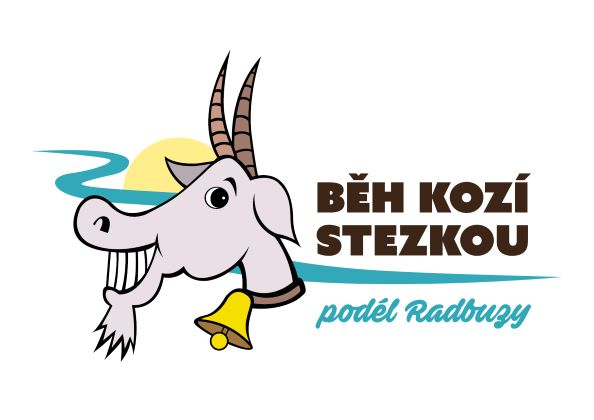 BĚH KOZÍ
STEZKOU
podél Radbuzy